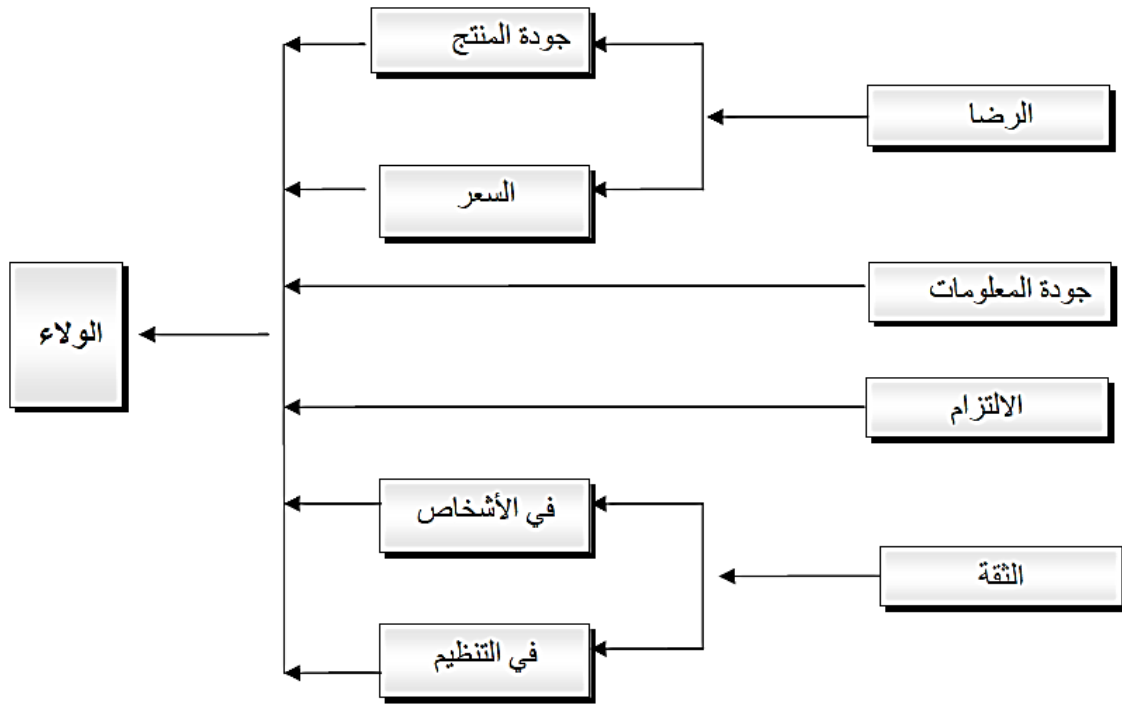 الرضا
جودة المنتج
السعر
جودة المعلومات
الالتزام
الثقة
في الأشخاص
في التنظيم
الولاء